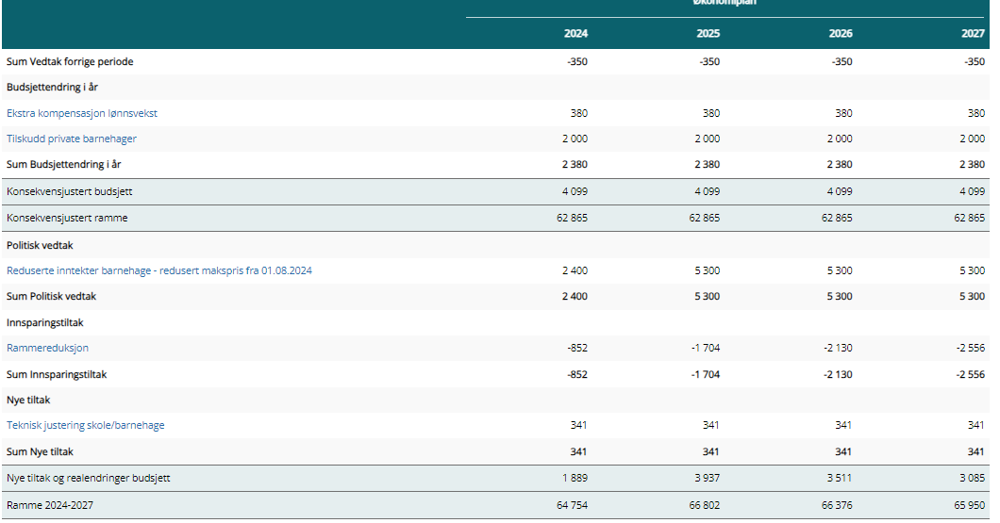 Økonomiplan
2024 2025 2026 2027
Sum Vedtak forrige periode -350 -350 -350 -350
Budsjettendring i år
Ekstra kompensasjon lønnsvekst 380 380 380 380
Tilskudd private barnehager 2 000 2 000 2 000 2 000
Sum Budsjettendring i år 2 380 2 380 2 380 2 380
Konsekvensjustert budsjett 4 099 4 099 4 099 4 099
Konsekvensjustert ramme 62 865 62 865 62 865 62 865
Politisk vedtak
Reduserte inntekter barnehage - redusert makspris fra 01.08.2024 2 400 5 300 5 300 5 300
Sum Politisk vedtak 2 400 5 300 5 300 5 300
Innsparingstiltak
Rammereduksjon -852 -1 704 -2 130 -2 556
Sum Innsparingstiltak -852 -1 704 -2 130 -2 556
Nye tiltak
Teknisk justering skole/barnehage 341 341 341 341
Sum Nye tiltak 341 341 341 341
Nye tiltak og realendringer budsjett 1 889 3 937 3 511 3 085
Ramme 2024-2027 64 754 66 802 66 376 65 950